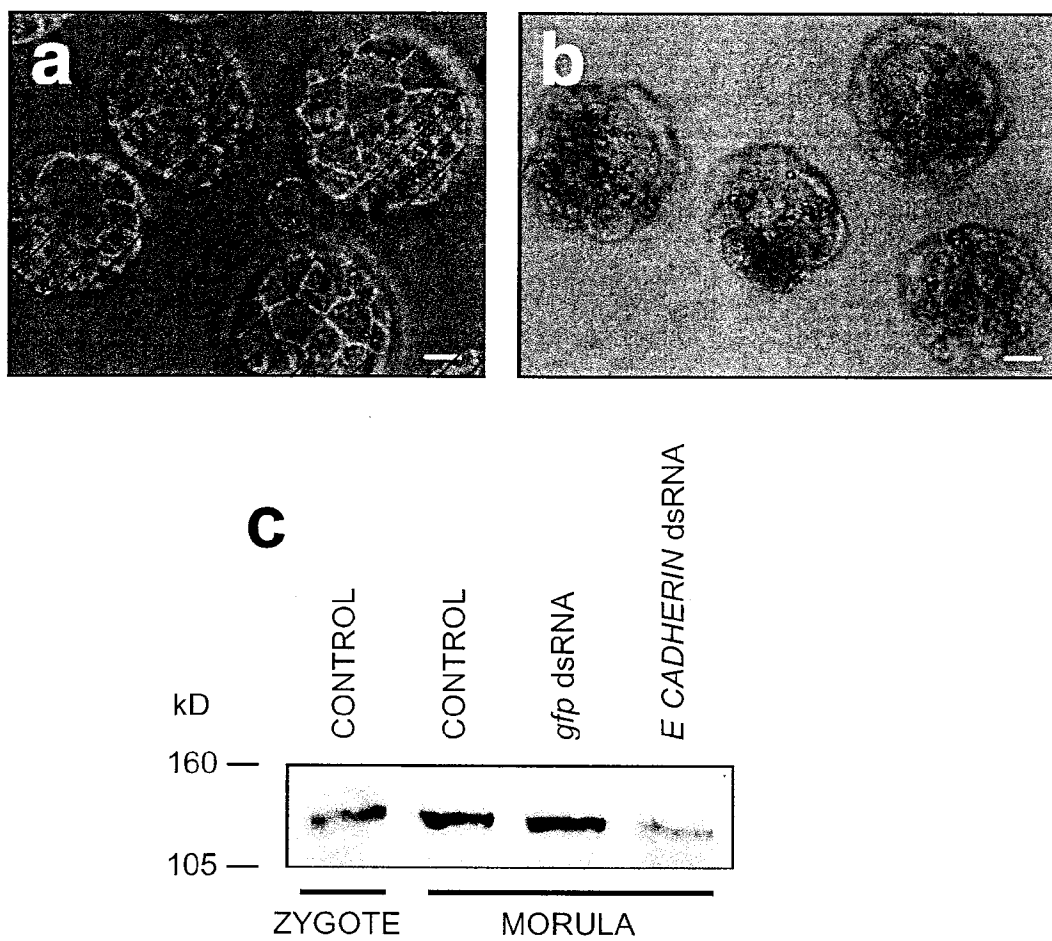 a
b
c
kD
CONTROL
CONTROL
gfp dsRNA
E CADHERIN dsRNA
160
105
ZYGOTE
MORULA